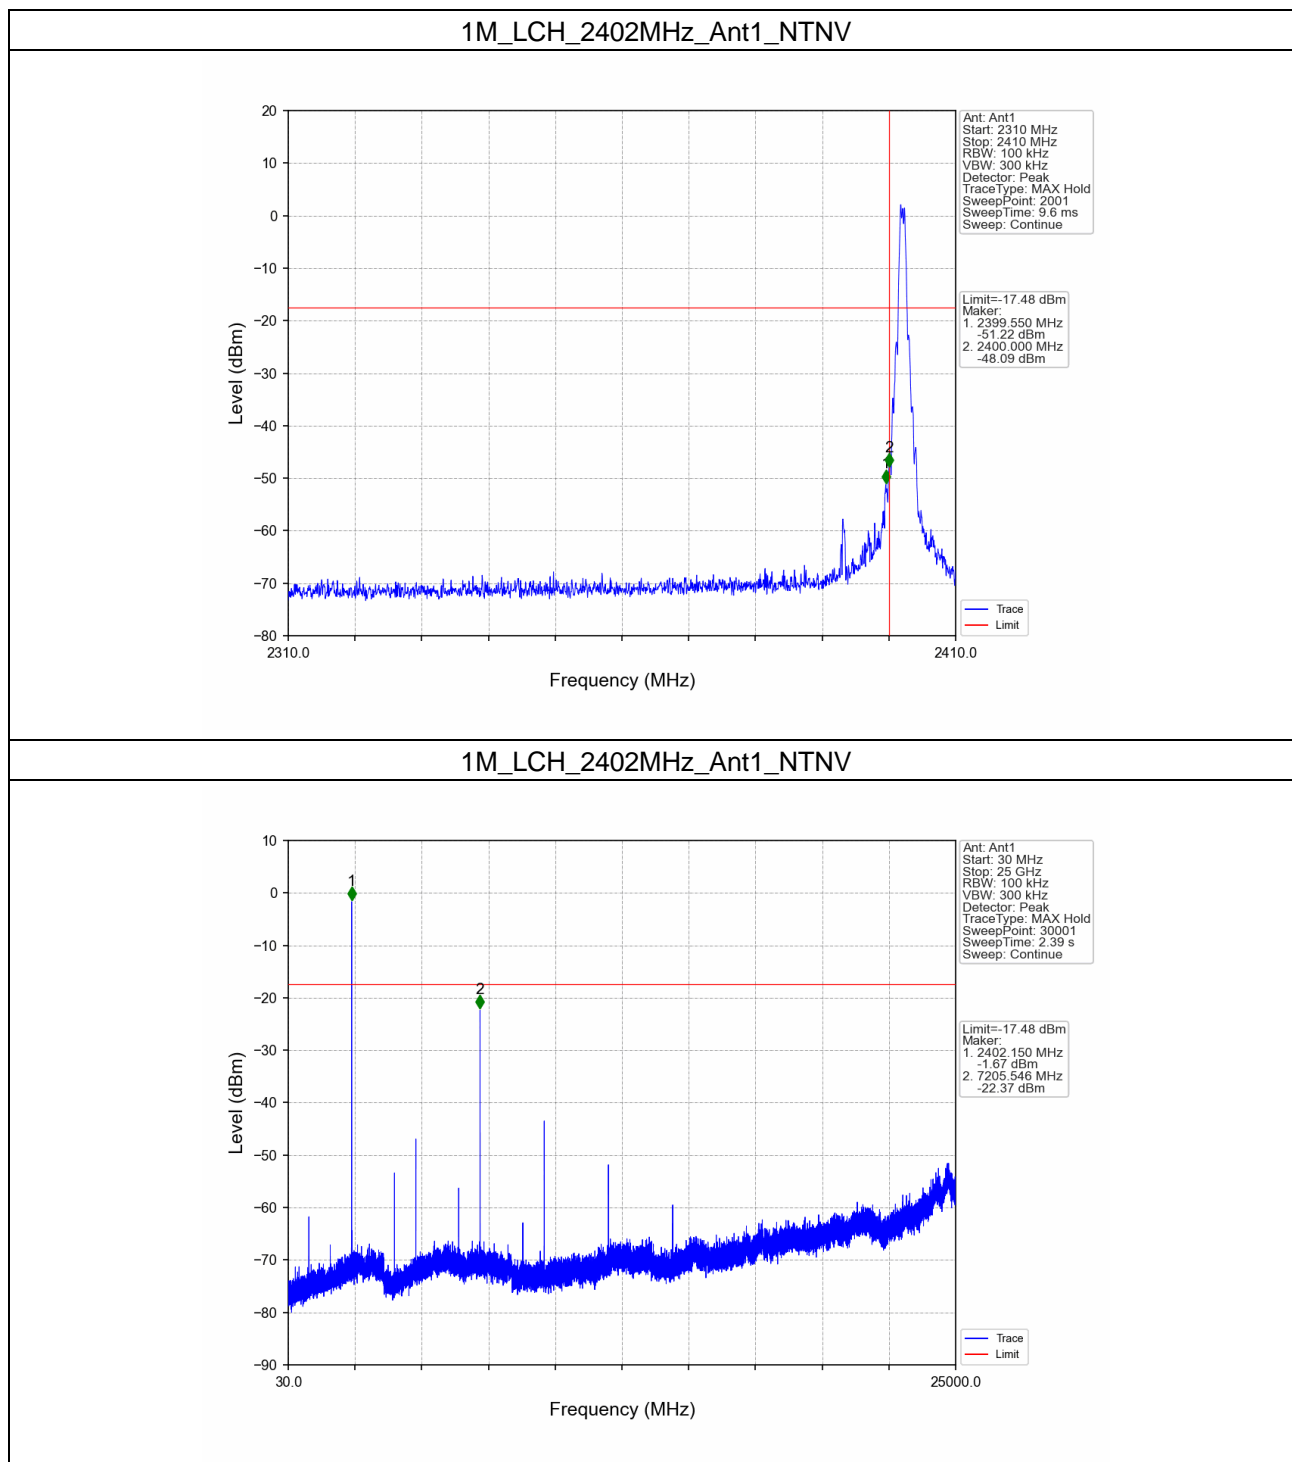 1M_LCH_2402MHz_Ant1_NTNV
20
10
0
−10
−20
−30
−40
−50
−60
−70
−80
Level (dBm)
2310.0
2410.0
Frequency (MHz)
2
Ant: Ant1
Start: 2310 MHz
Stop: 2410 MHz
RBW: 100 kHz
VBW: 300 kHz
Detector: Peak
TraceType: MAX Hold
SweepPoint: 2001
SweepTime: 9.6 ms
Sweep: Continue
Limit=-17.48 dBm
Maker:
1. 2399.550 MHz
-51.22 dBm
2. 2400.000 MHz
-48.09 dBm
Trace
Limit
1M_LCH_2402MHz_Ant1_NTNV
10
0
−10
−20
−30
−40
−50
−60
−70
−80
−90
Level (dBm)
30.0
25000.0
Frequency (MHz)
1
2
Ant: Ant1
Start: 30 MHz
Stop: 25 GHz
RBW: 100 kHz
VBW: 300 kHz
Detector: Peak
TraceType: MAX Hold
SweepPoint: 30001
SweepTime: 2.39 s
Sweep: Continue
Limit=-17.48 dBm
Maker:
1. 2402.150 MHz
-1.67 dBm
2. 7205.546 MHz
-22.37 dBm
Trace
Limit